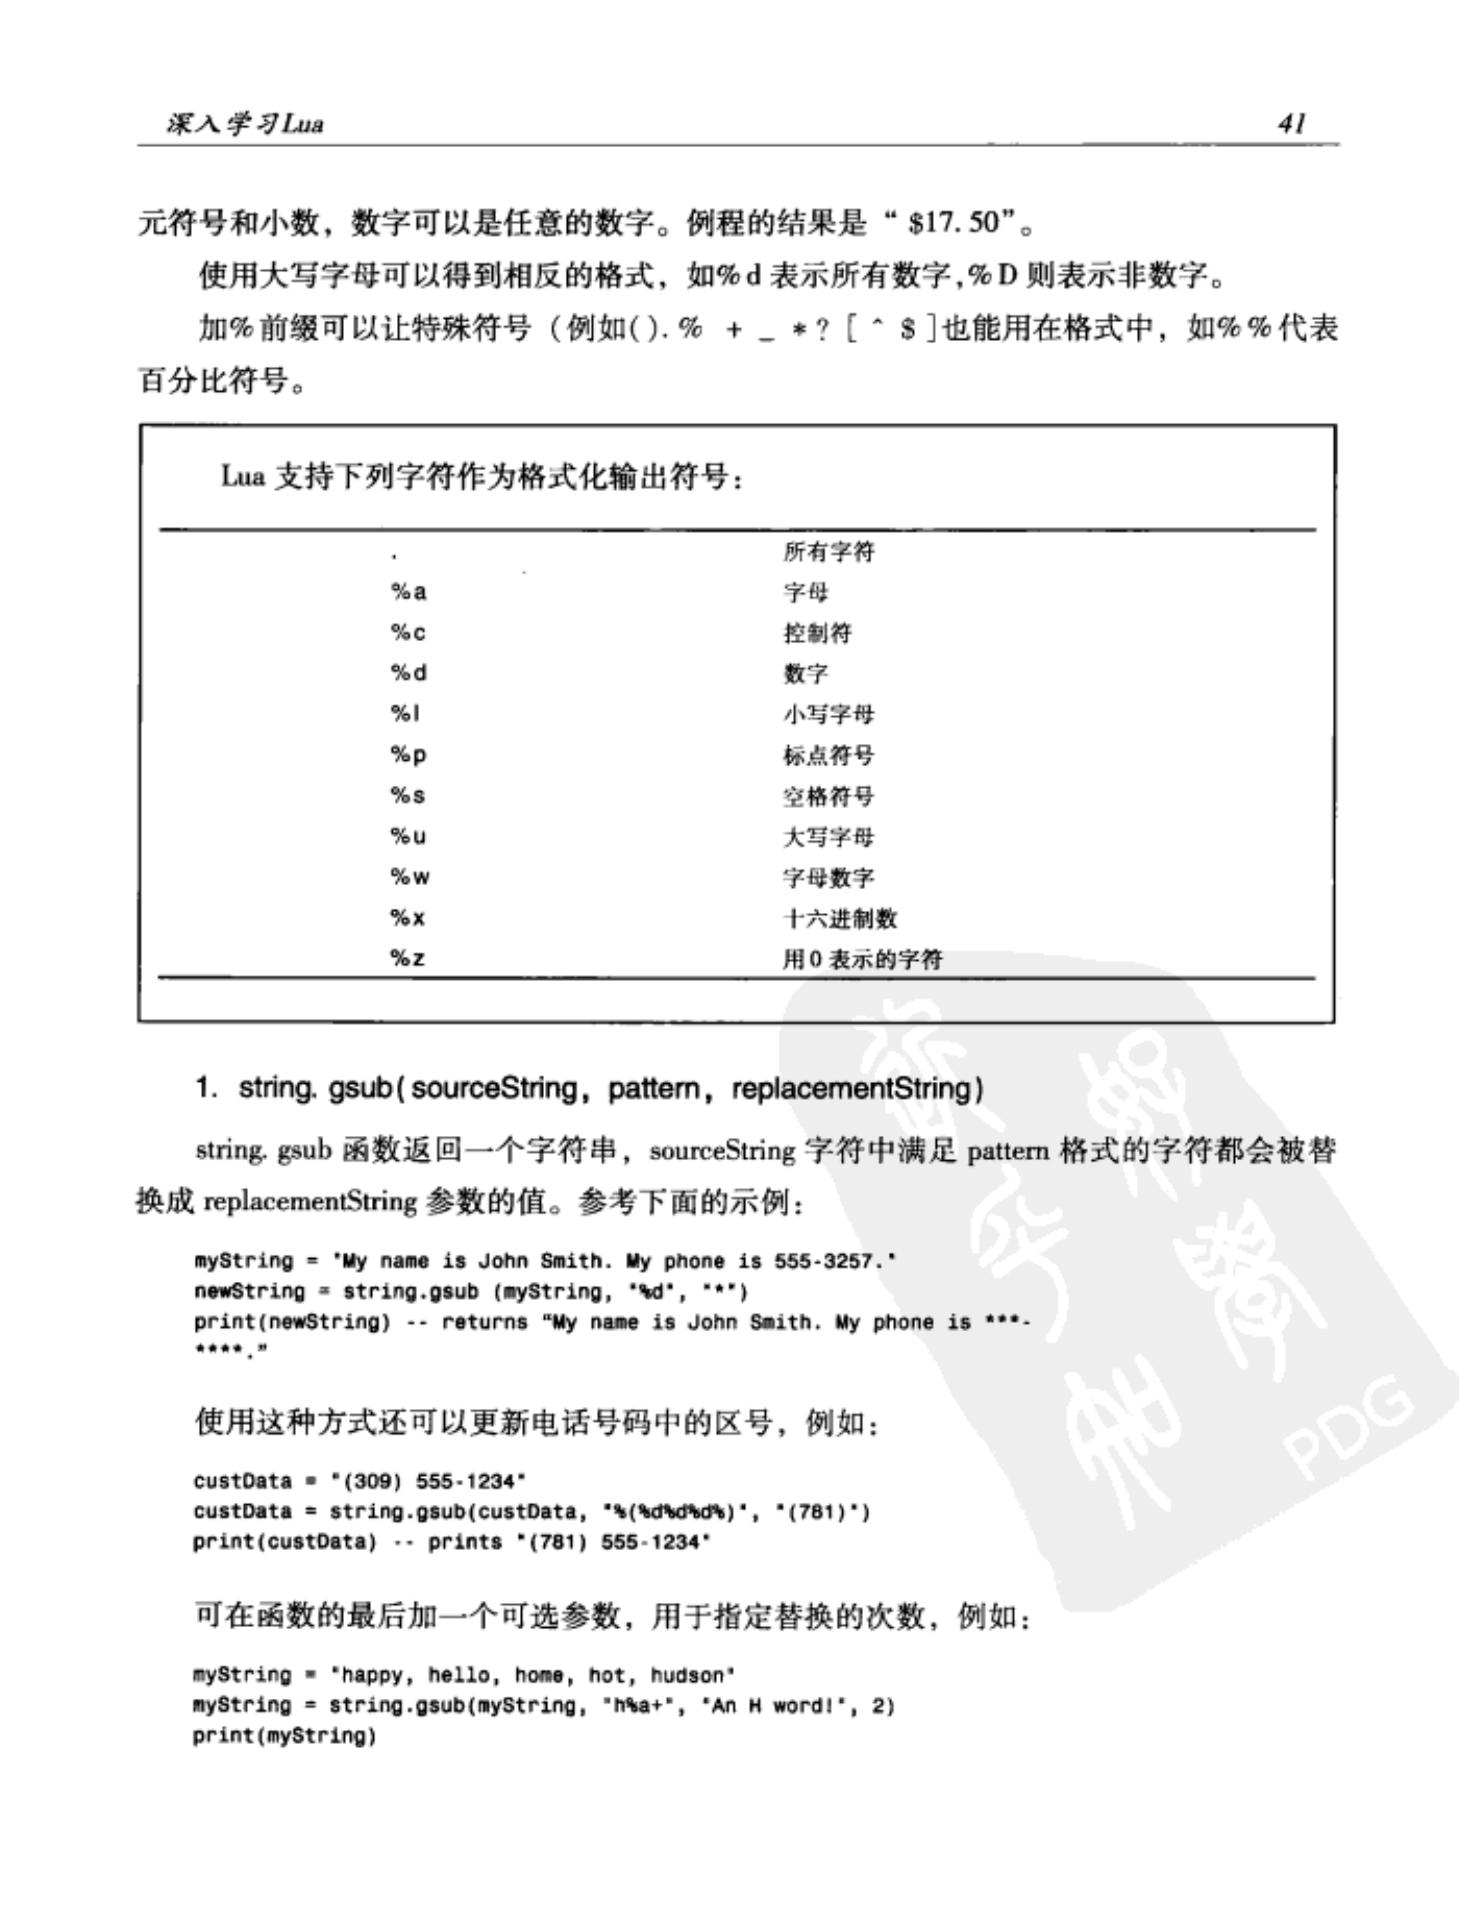 深入学习Lua 41
元符号和小数，数字可以是任意的数字。例程的结果是“ $17.50”。
使用大写字母可以得到相反的格式，如%d表示所有数字,%D则表示非数字。
加%前缀可以让特殊符号（例如().% + _ *?[ ^ $]也能用在格式中，如%%代表
百分比符号。
Lua 支持下列字符作为格式化输出符号：
. 所有字符
%a 字母
%c 控制符
%d 数字
%l 小写字母
%p 标点符号
%s 空格符号
%u 大写字母
%w 字母数字
%x 十六进制数
%z 用0表示的字符
1. string. gsub( sourceString, pattern, replacementString)
string. gsub 函数返回一个字符串，sourceString 字符中满足 pattern 格式的字符都会被替
换成 replacementString 参数的值。参考下面的示例：
myString = "My name is John Smith. My phone is 555-3257."
newString = string.gsub (myString, "%d", "*")
print(newString) -- returns “My name is John Smith. My phone is ***-
****.”
使用这种方式还可以更新电话号码中的区号，例如：
custData = "(309) 555-1234"
custData = string.gsub(custData, "%(%d%d%d%)", "(781)")
print(custData) -- prints "(781) 555-1234"
可在函数的最后加一个可选参数，用于指定替换的次数，例如：
myString = "happy, hello, home, hot, hudson"
myString = string.gsub(myString, "h%a+", "An H word!", 2)
print(myString)
PDG